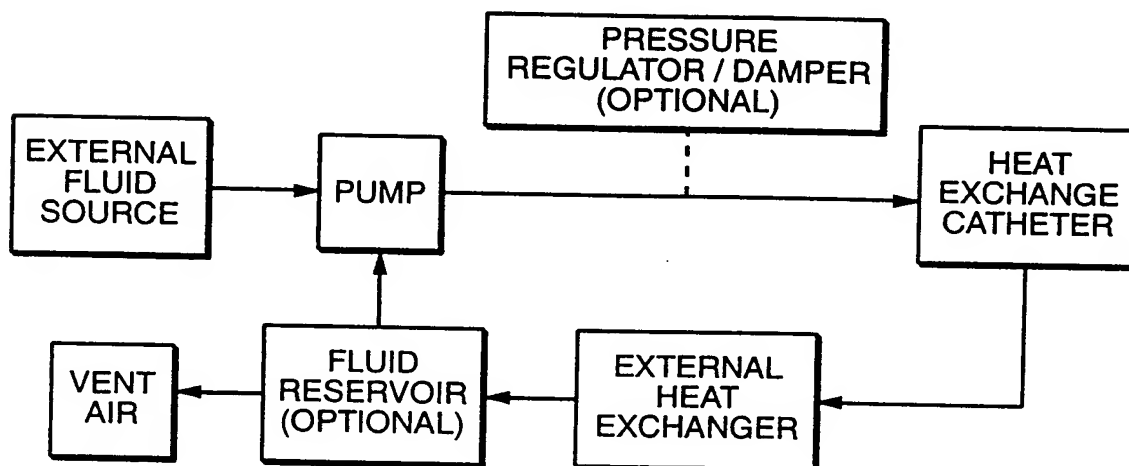 PRESSURE
REGULATOR / DAMPER
(OPTIONAL)
EXTERNAL
FLUID
SOURCE
PUMP
HEAT
EXCHANGE
CATHETER
VENT
AIR
FLUID
RESERVOIR
(OPTIONAL)
EXTERNAL
HEAT
EXCHANGER